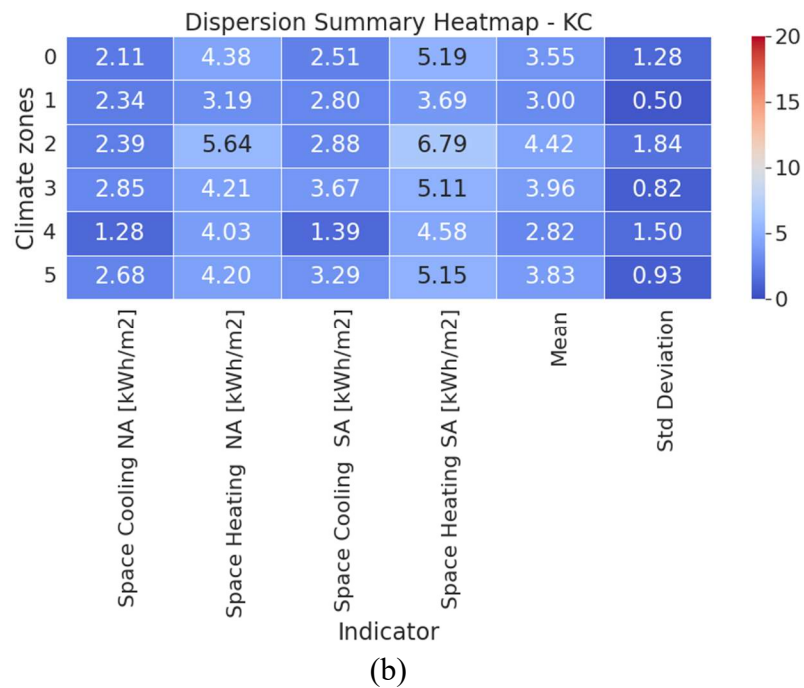 Dispersion Summary Heatmap - KC
Climate zones
0 2.11 4.38 2.51 5.19 3.55 1.28
1 2.34 3.19 2.80 3.69 3.00 0.50
2 2.39 5.64 2.88 6.79 4.42 1.84
3 2.85 4.21 3.67 5.11 3.96 0.82
4 1.28 4.03 1.39 4.58 2.82 1.50
5 2.68 4.20 3.29 5.15 3.83 0.93
20
15
10
5
0
Space Cooling NA [kWh/m2]
Space Heating NA [kWh/m2]
Space Cooling SA [kWh/m2]
Space Heating SA [kWh/m2]
Mean
Std Deviation
Indicator
(b)